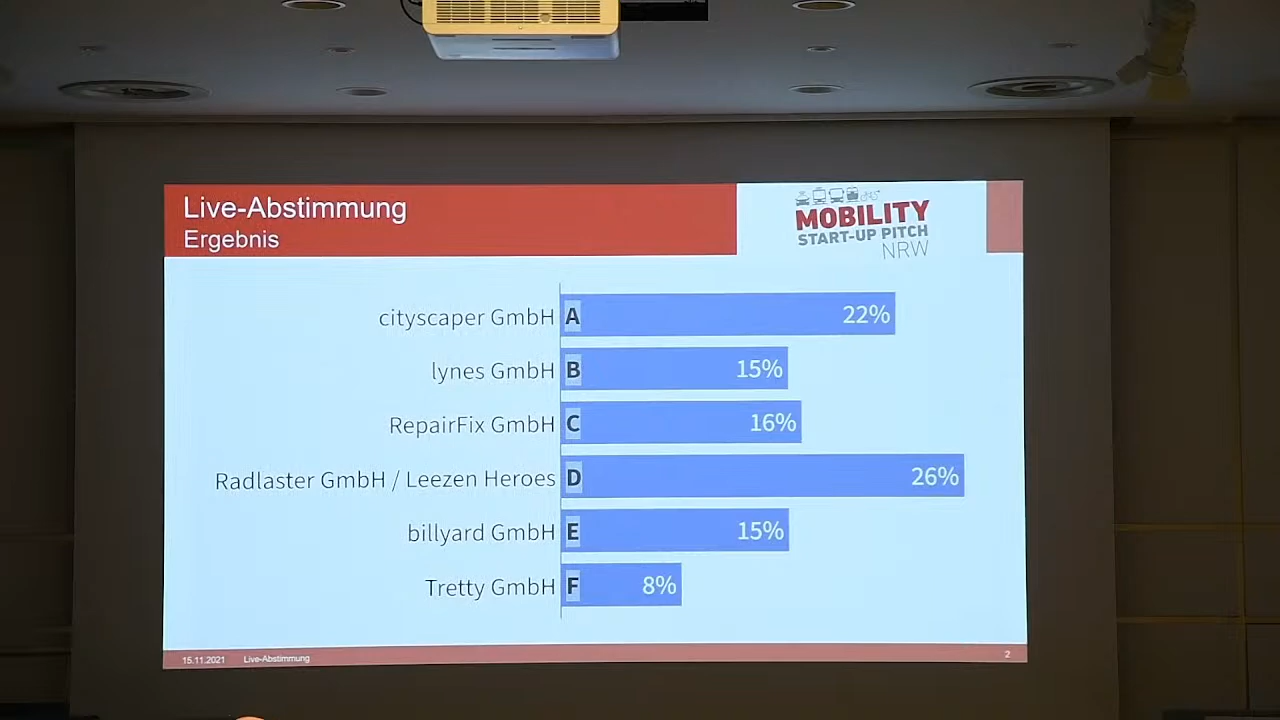 Live-Abstimmung
Ergebnis
MOBILITY
START-UP PITCH
NRW
cityscaper GmbH A 22%
lynes GmbH B 15%
RepairFix GmbH C 16%
Radlaster GmbH / Leezen Heroes D 26%
billyard GmbH E 15%
Tretty GmbH F 8%
15.11.2021 Live-Abstimmung 2